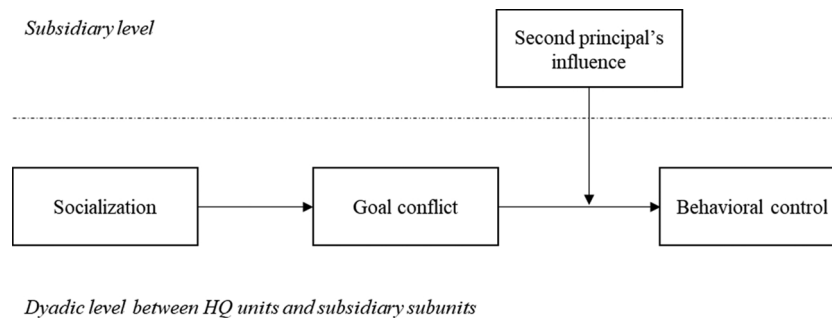 Subsidiary level
Second principal's
influence
Socialization
Goal conflict
Behavioral control
Dyadic level between HQ units and subsidiary subunits